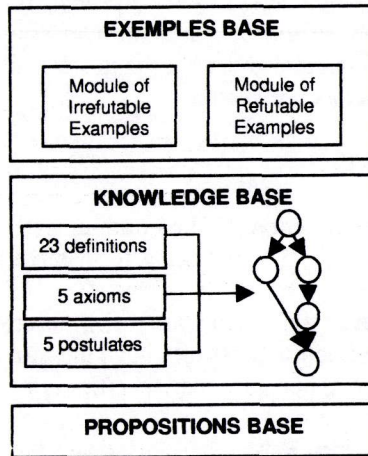 EXEMPLES BASE
Module of
Irrefutable
Examples
Module of
Refutable
Examples
KNOWLEDGE BASE
23 definitions
5 axioms
5 postulates
PROPOSITIONS BASE